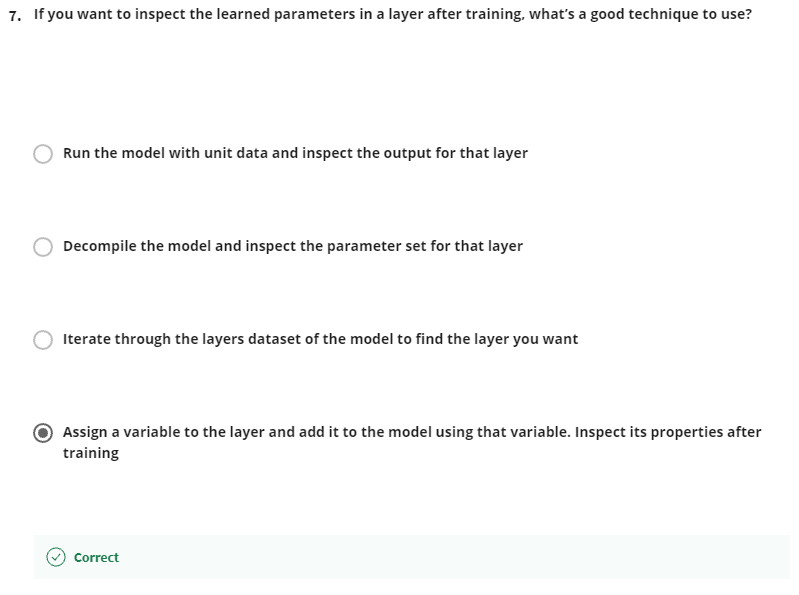 7. If you want to inspect the learned parameters in a layer after training, what’s a good technique to use?
Run the model with unit data and inspect the output for that layer
Decompile the model and inspect the parameter set for that layer
Iterate through the layers dataset of the model to find the layer you want
Assign a variable to the layer and add it to the model using that variable. Inspect its properties after
training
Correct